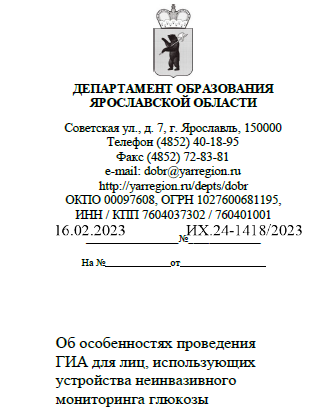 ДЕПАРТАМЕНТ ОБРАЗОВАНИЯ
ЯРОСЛАВСКОЙ ОБЛАСТИ
Советская ул., д. 7, г. Ярославль, 150000
Телефон (4852) 40-18-95
Факс (4852) 72-83-81
e-mail: dobr@yarregion.ru
http://yarregion.ru/depts/dobr
ОКПО 00097608, ОГРН 1027600681195,
ИНН / КПП 7604037302 / 760401001
16.02.2023 № ИХ.24-1418/2023
На №__________от__________
Об особенностях проведения
ГИА для лиц, использующих
устройства неинвазивного
мониторинга глюкозы